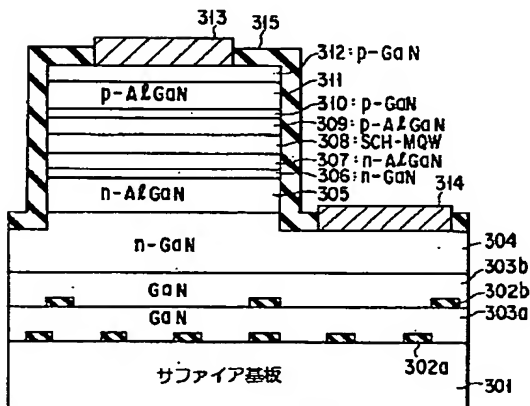 313
315
312:p-GaN
p-AlGaN
311
310:p-GaN
309:p-AlGaN
308:SCH-MQW
307:n-AlGaN
306:n-GaN
n-AlGaN
305
314
n-GaN
304
303b
GaN
302b
GaN
303a
302a
サファイア基板
301